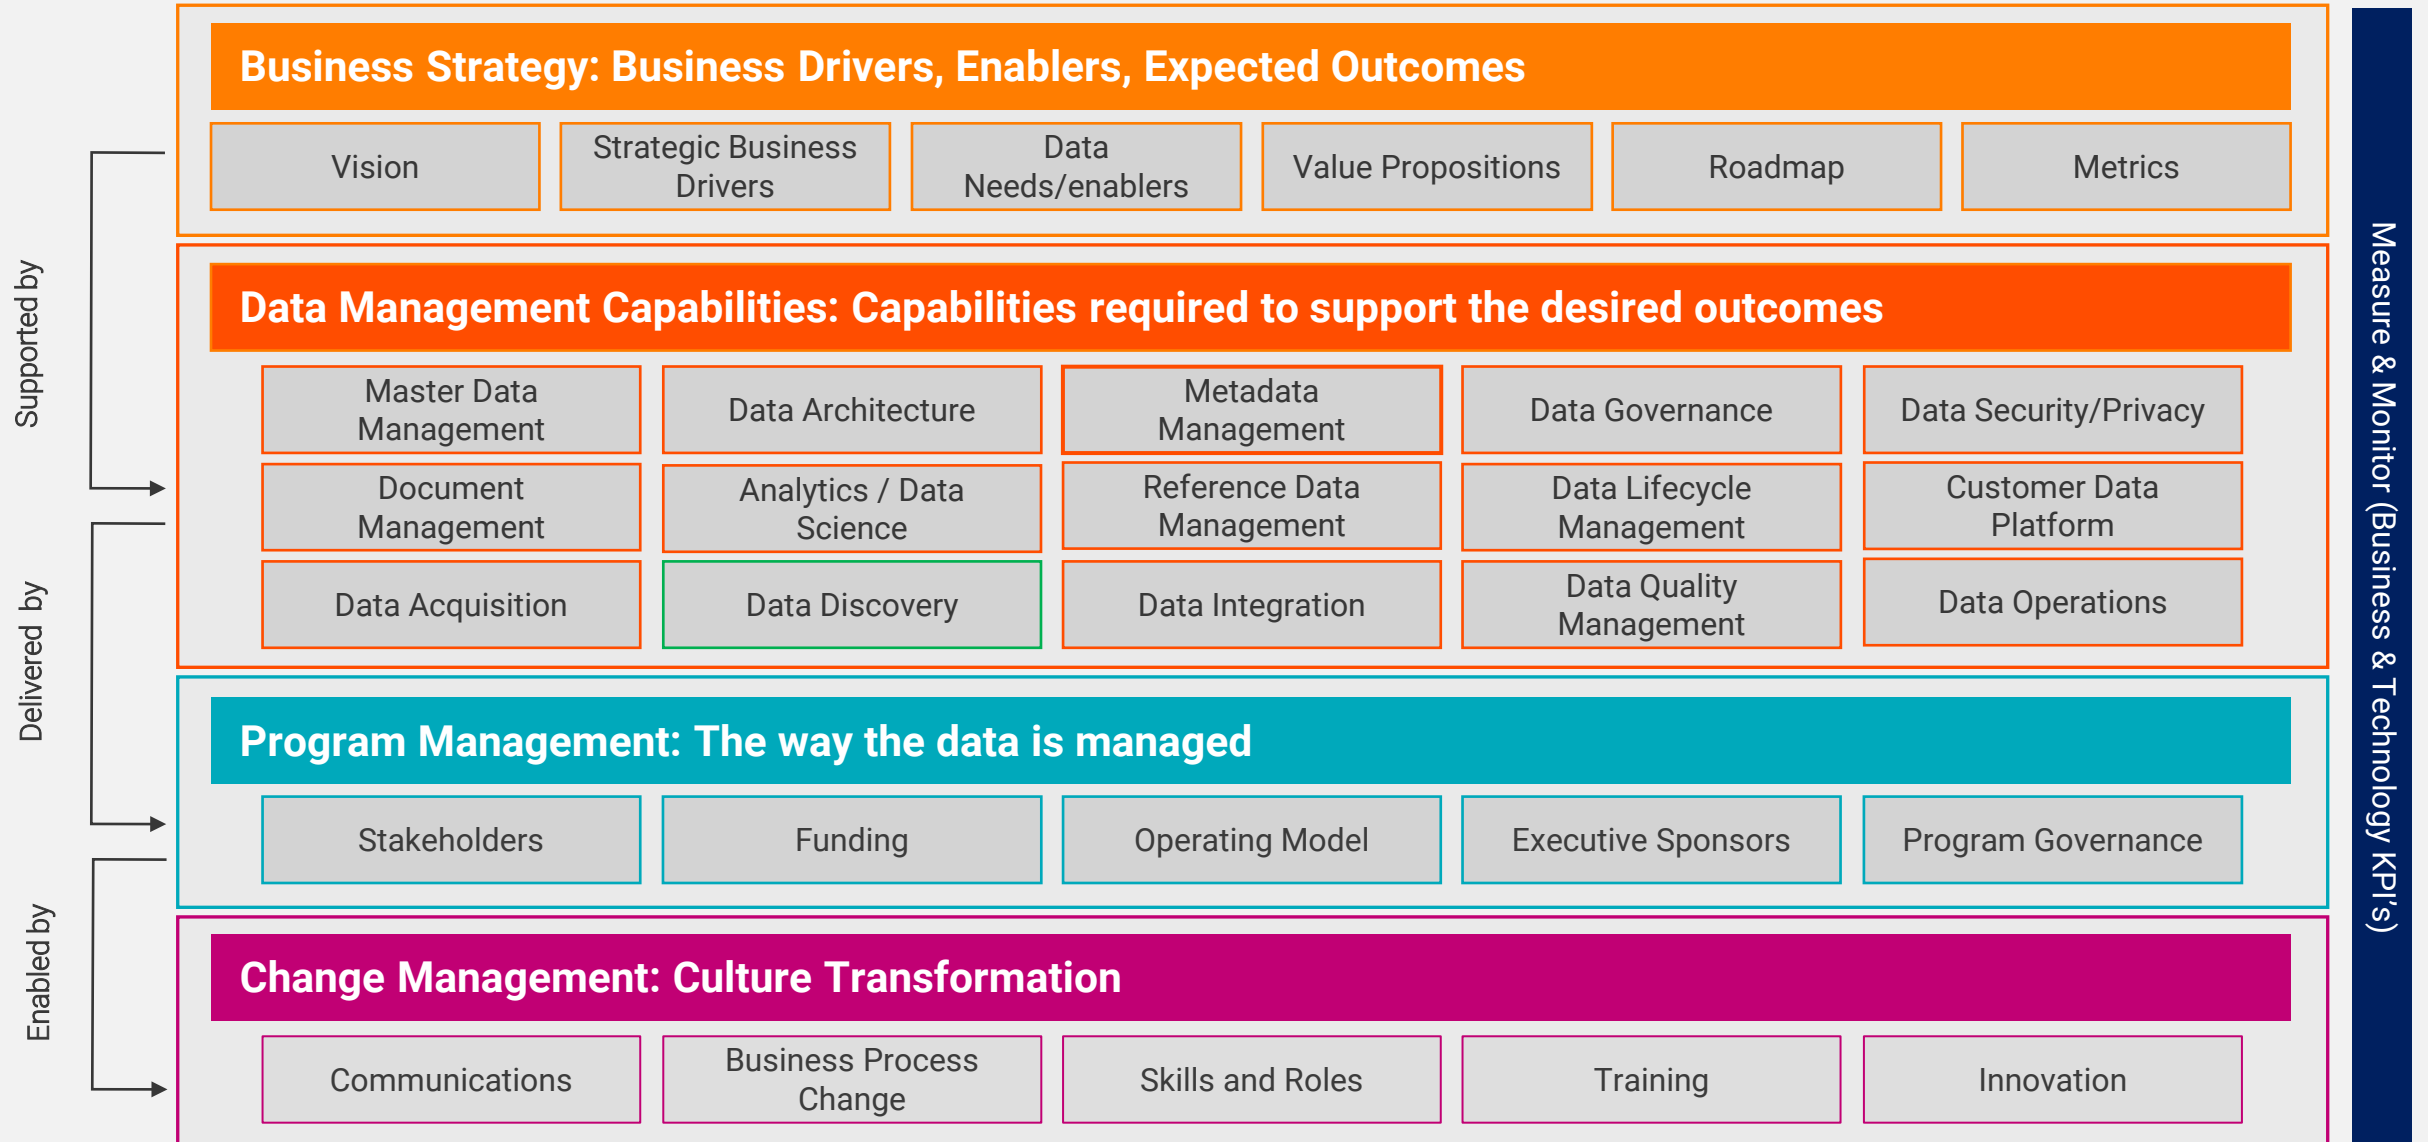 Business Strategy: Business Drivers, Enablers, Expected Outcomes
Vision
Strategic Business
Drivers
Data
Needs/enablers
Value Propositions
Roadmap
Metrics
Supported by
Data Management Capabilities: Capabilities required to support the desired outcomes
Master Data
Management
Data Architecture
Metadata
Management
Data Governance
Data Security/Privacy
Document
Management
Analytics / Data
Science
Reference Data
Management
Data Lifecycle
Management
Customer Data
Platform
Data Acquisition
Data Discovery
Data Integration
Data Quality
Management
Data Operations
Delivered by
Program Management: The way the data is managed
Stakeholders
Funding
Operating Model
Executive Sponsors
Program Governance
Enabled by
Change Management: Culture Transformation
Communications
Business Process
Change
Skills and Roles
Training
Innovation
Measure & Monitor (Business & Technology KPI's)